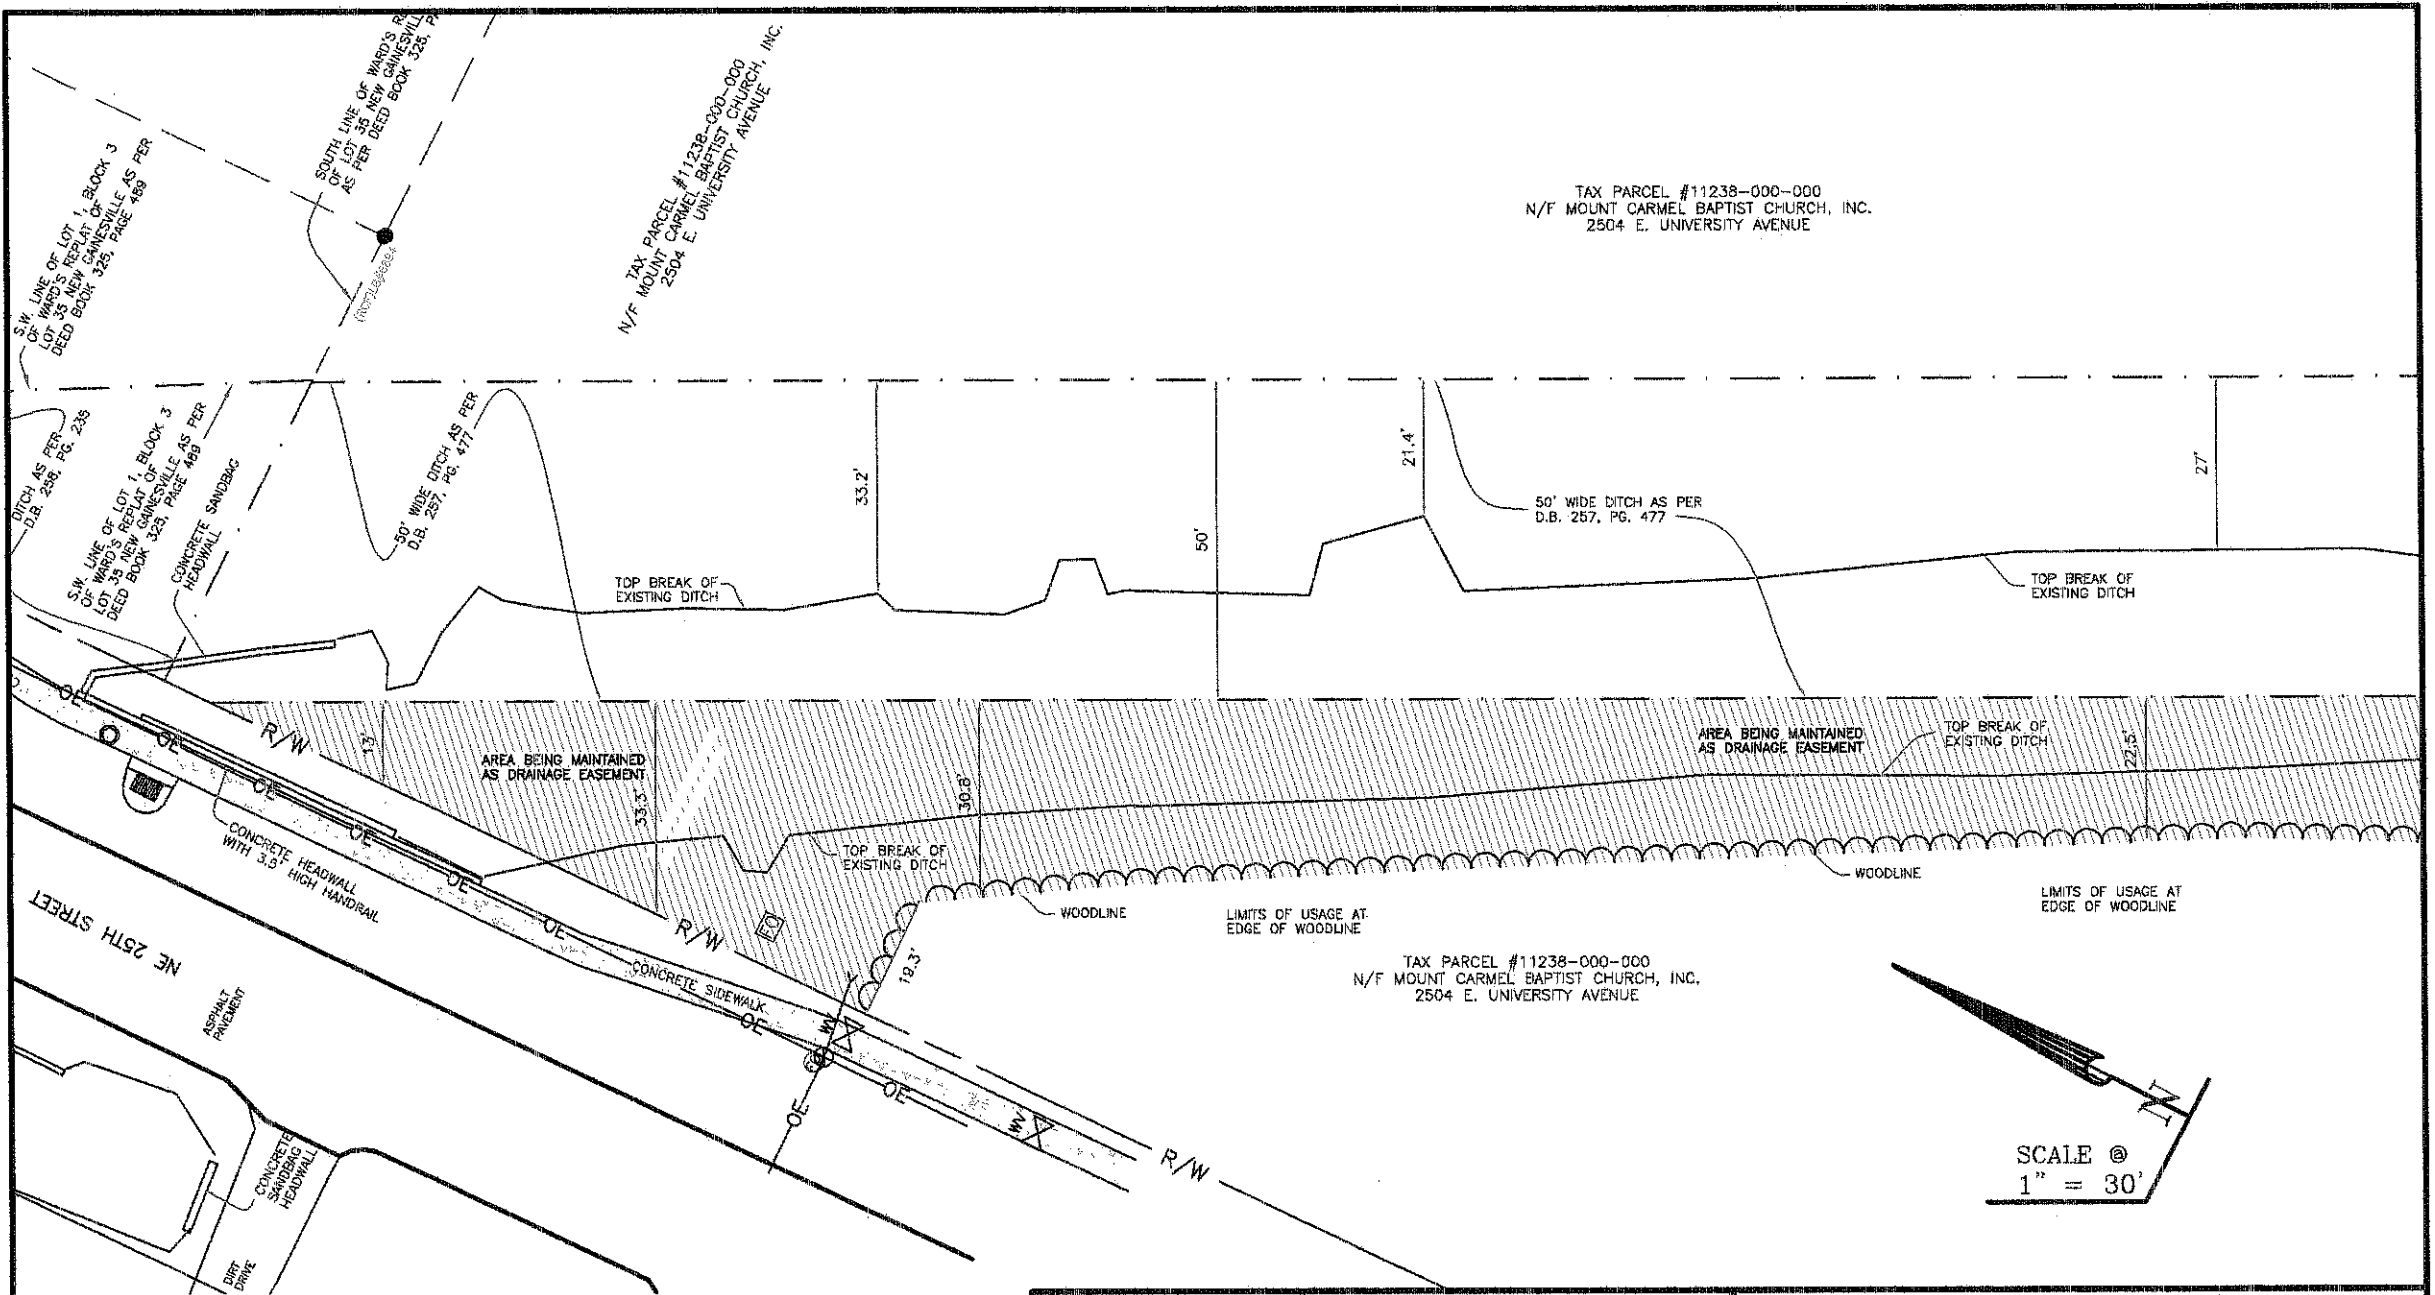 SOUTH LINE OF WARD'S
OF LOT 35 NEW GAINESVILL
AS PER DEED BOOK 325,
TAX PARCEL #11238-000-000
N/F MOUNT CARMEL BAPTIST CHURCH, INC.
2504 E. UNIVERSITY AVENUE
TAX PARCEL #11238-000-000
N/F MOUNT CARMEL BAPTIST CHURCH, INC.
2504 E. UNIVERSITY AVENUE
S.W. LINE OF LOT 1, BLOCK 3
OF WARD'S REPLAT OF
LOT 35 NEW GAINESVILLE AS PER
DEED BOOK 325, PAGE 489
DITCH AS PER
D.B. 258, PG. 235
S.W. LINE OF LOT 1, BLOCK 3
OF WARD'S REPLAT OF
LOT 35 NEW GAINESVILLE AS PER
DEED BOOK 325, PAGE 489
CONCRETE SANDBAG
HEADWALL
50' WIDE DITCH AS PER
D.B. 257, PG. 477
33.2'
50'
21.4'
50' WIDE DITCH AS PER
D.B. 257, PG. 477
27'
TOP BREAK OF
EXISTING DITCH
TOP BREAK OF
EXISTING DITCH
OE
R/W
13'
AREA BEING MAINTAINED
AS DRAINAGE EASEMENT
33.3'
30.8'
AREA BEING MAINTAINED
AS DRAINAGE EASEMENT
TOP BREAK OF
EXISTING DITCH
22.5'
OE
OE
OE
OE
CONCRETE HEADWALL
WITH 3.5' HIGH HANDRAIL
TOP BREAK OF
EXISTING DITCH
WOODLINE
WOODLINE
LIMITS OF USAGE AT
EDGE OF WOODLINE
LIMITS OF USAGE AT
EDGE OF WOODLINE
NE 25TH STREET
OE
R/W
EO
19.3'
CONCRETE SIDEWALK
OE
WV
TAX PARCEL #11238-000-000
N/F MOUNT CARMEL BAPTIST CHURCH, INC.
2504 E. UNIVERSITY AVENUE
ASPHALT
PAVEMENT
OE
OE
WV
R/W
CONCRETE
SANDBAG
HEADWALL
DIRT
DRIVE
N
SCALE @
1" = 30'